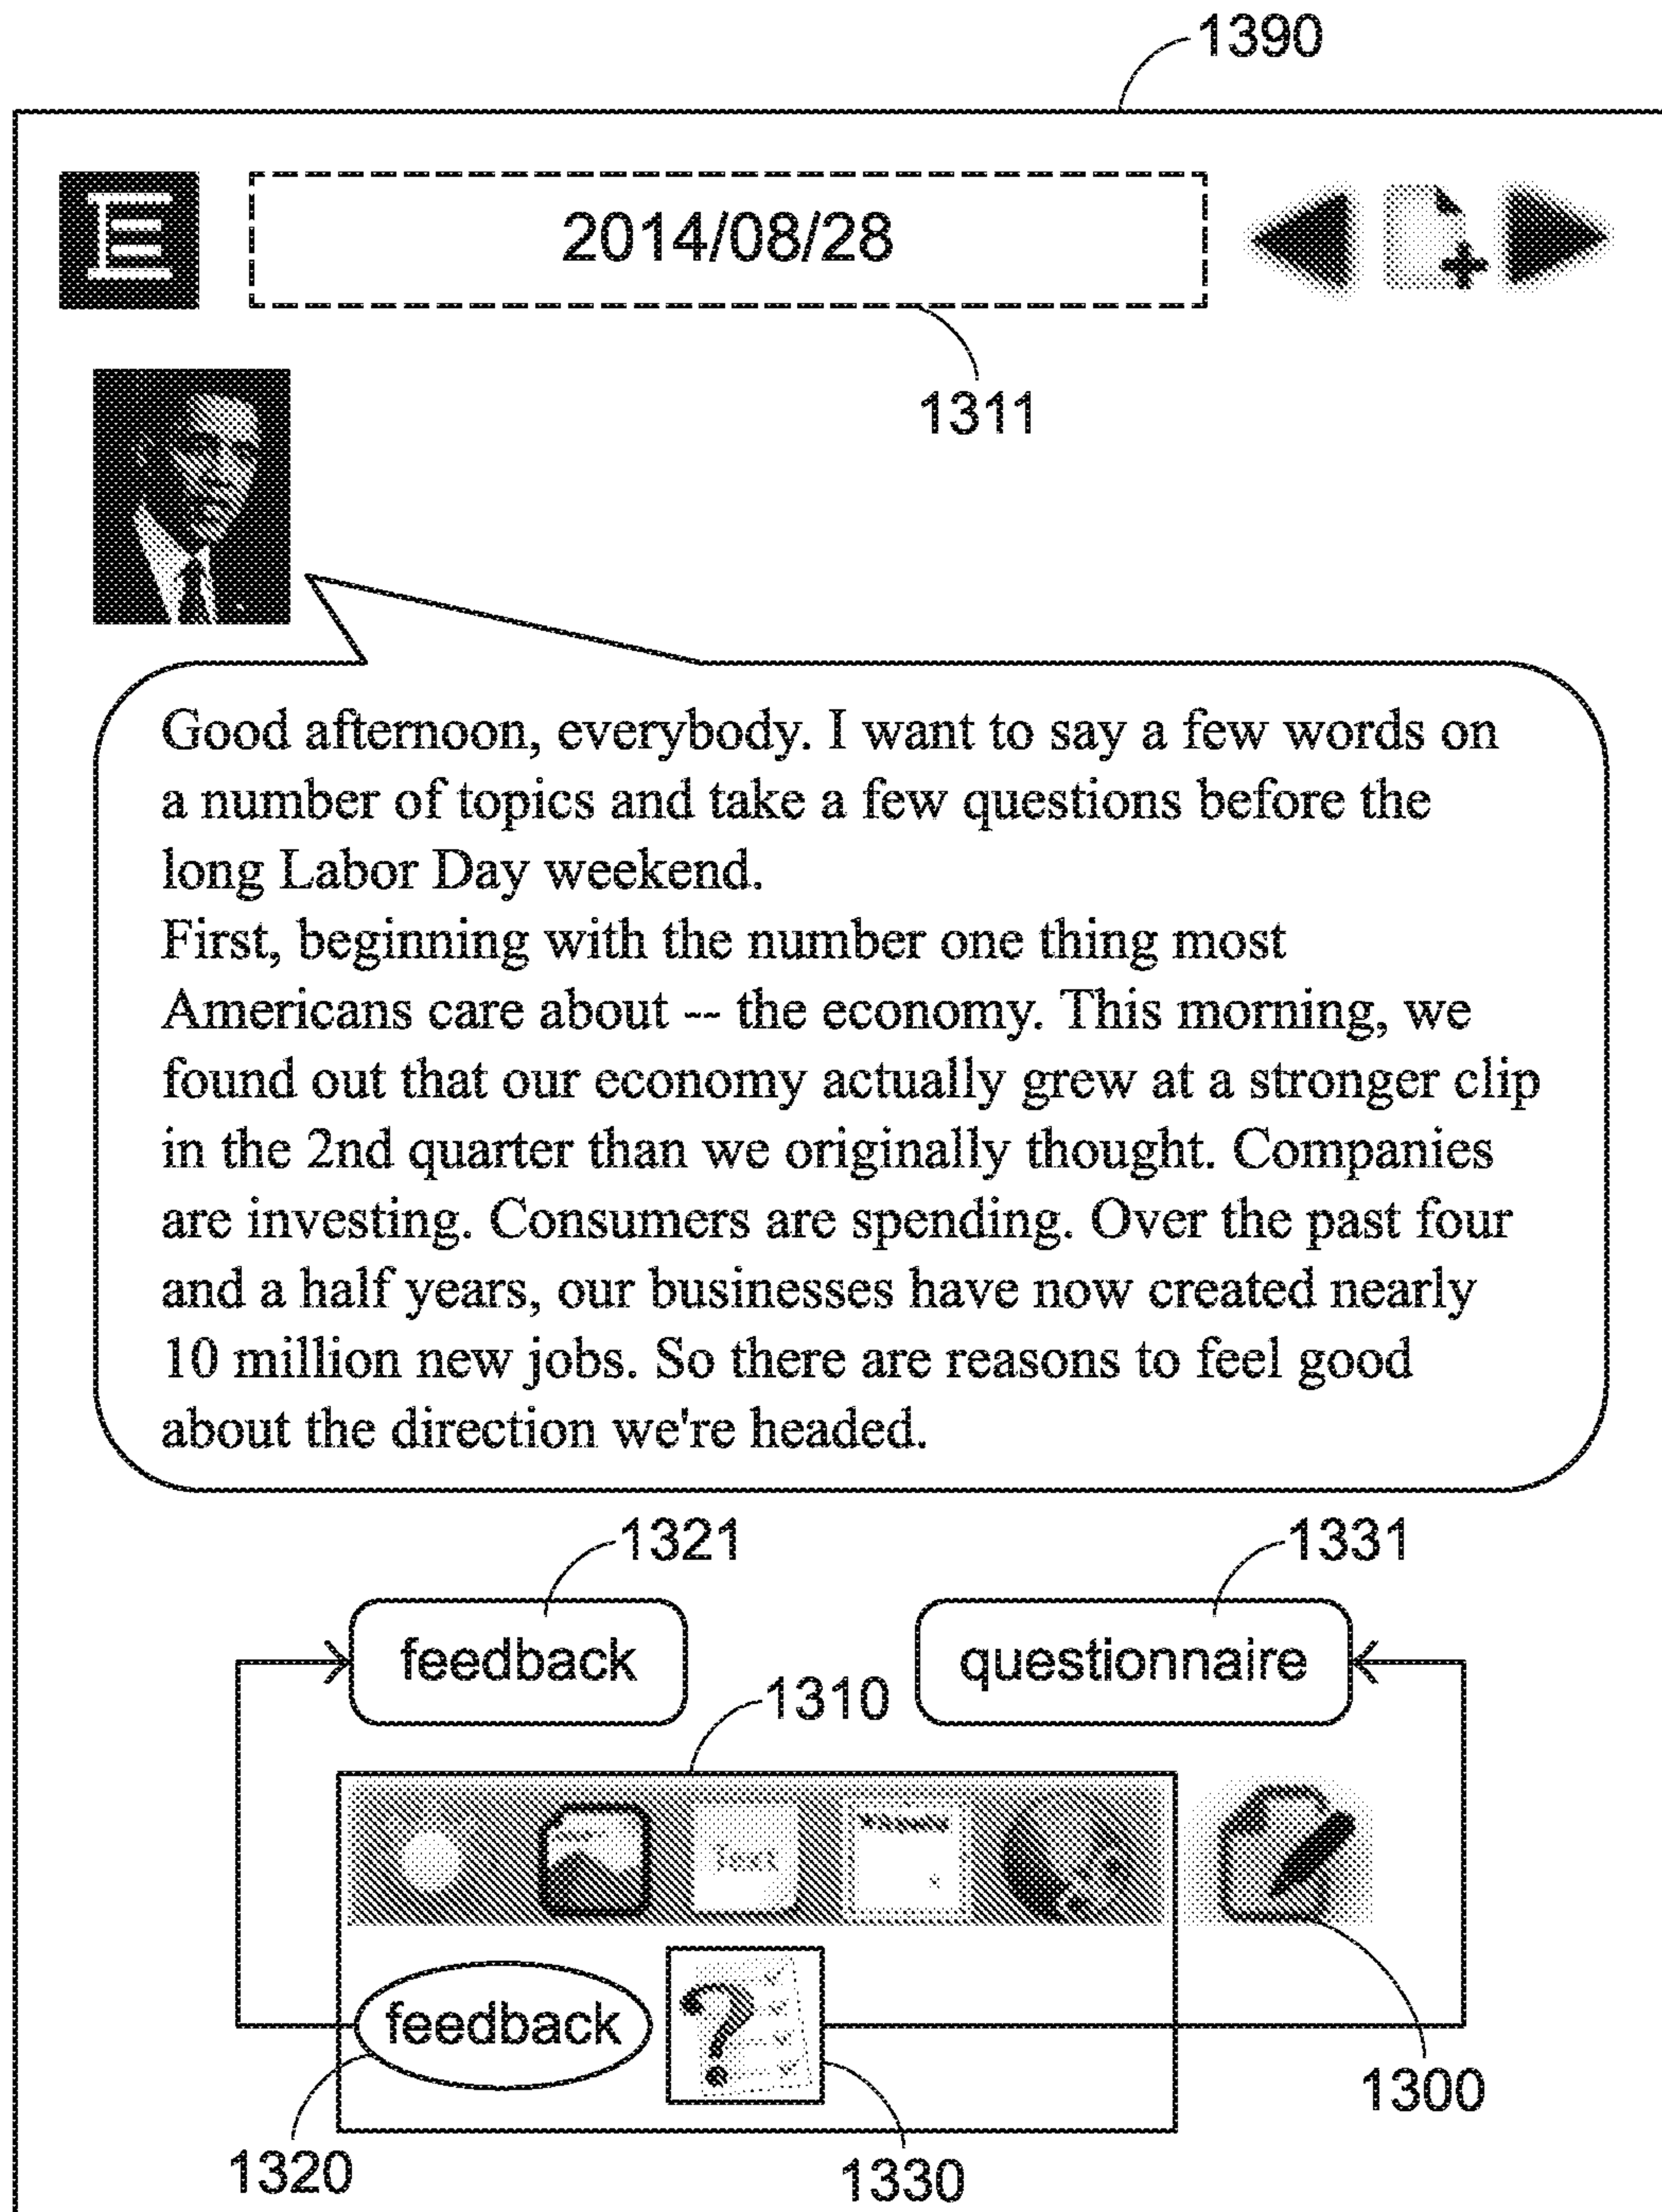 1390
2014/08/28
1311
Good afternoon, everybody. I want to say a few words on
a number of topics and take a few questions before the
long Labor Day weekend.
First, beginning with the number one thing most
Americans care about -- the economy. This morning, we
found out that our economy actually grew at a stronger clip
in the 2nd quarter than we originally thought. Companies
are investing. Consumers are spending. Over the past four
and a half years, our businesses have now created nearly
10 million new jobs. So there are reasons to feel good
about the direction we're headed.
1321
1331
feedback
questionnaire
1310
Text
feedback
1300
1320
1330